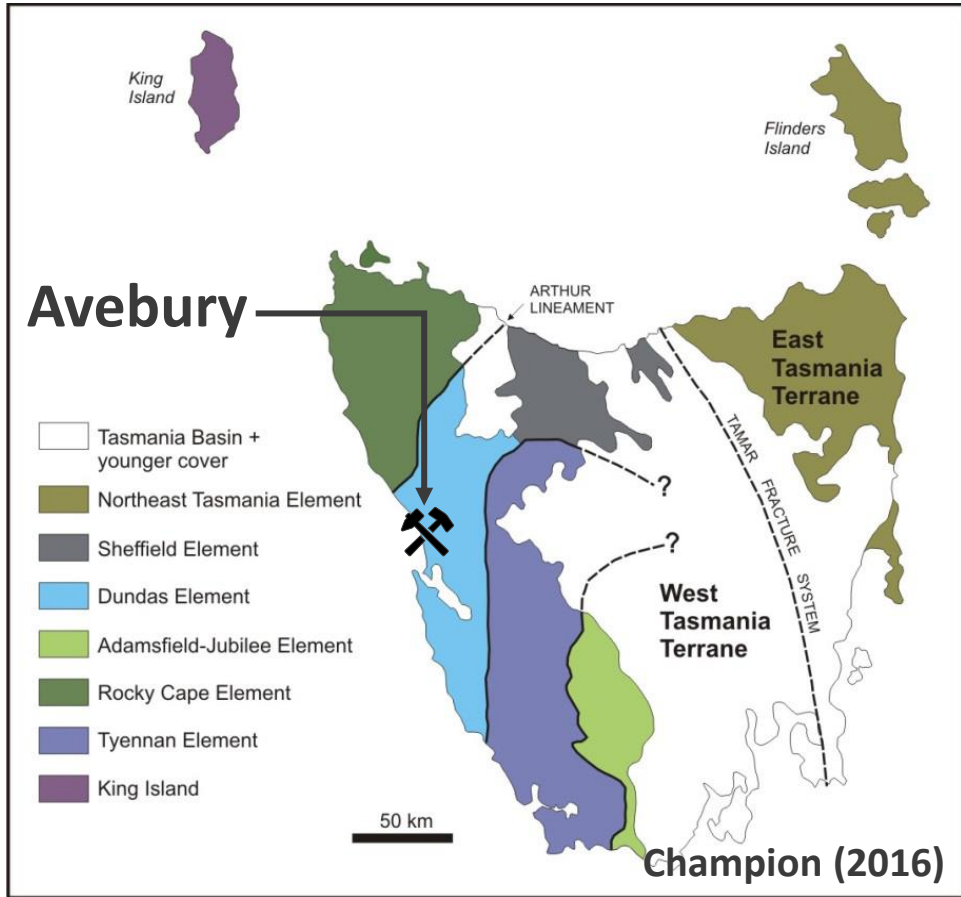 King
Island
Flinders
Island
Avebury
ARTHUR
LINEAMENT
East
Tasmania
Terrane
TAMAR
FRACTURE
SYSTEM
?
?
West
Tasmania
Terrane
Tasmania Basin +
younger cover
Northeast Tasmania Element
Sheffield Element
Dundas Element
Adamsfield-Jubilee Element
Rocky Cape Element
Tyennan Element
King Island
50 km
Champion (2016)